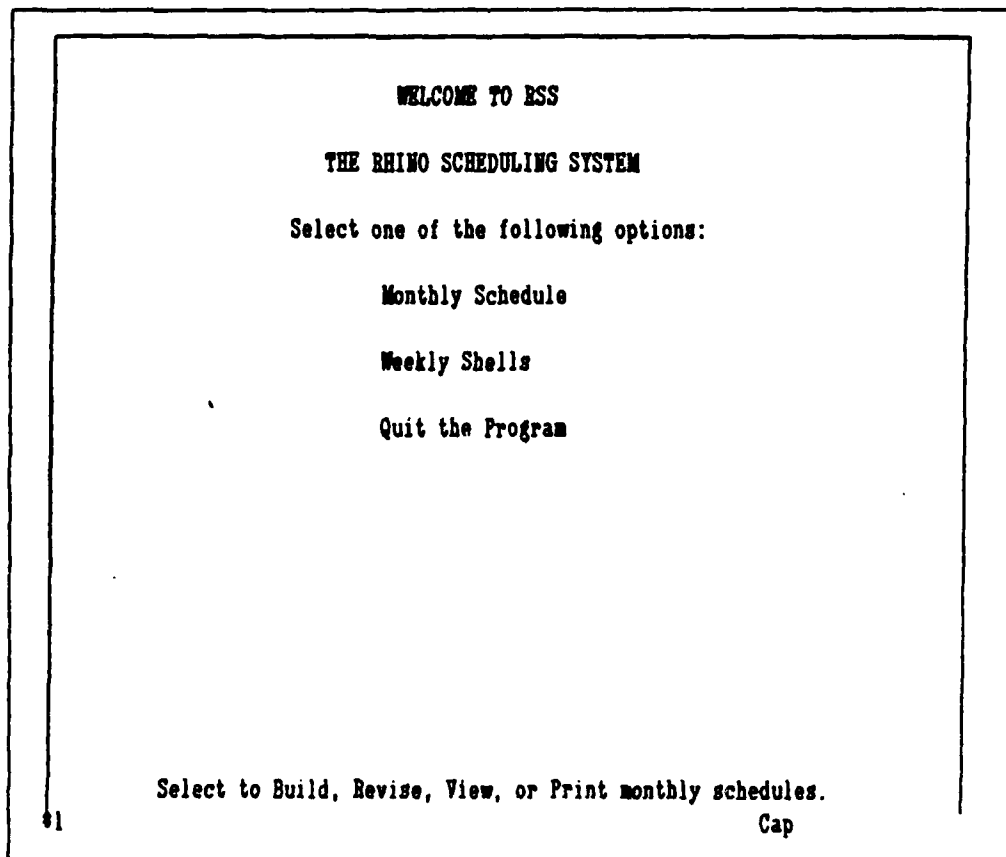 WELCOME TO RSS
THE RHINO SCHEDULING SYSTEM
Select one of the following options:
Monthly Schedule
Weekly Shells
Quit the Program
Select to Build, Revise, View, or Print monthly schedules.
#1 Cap